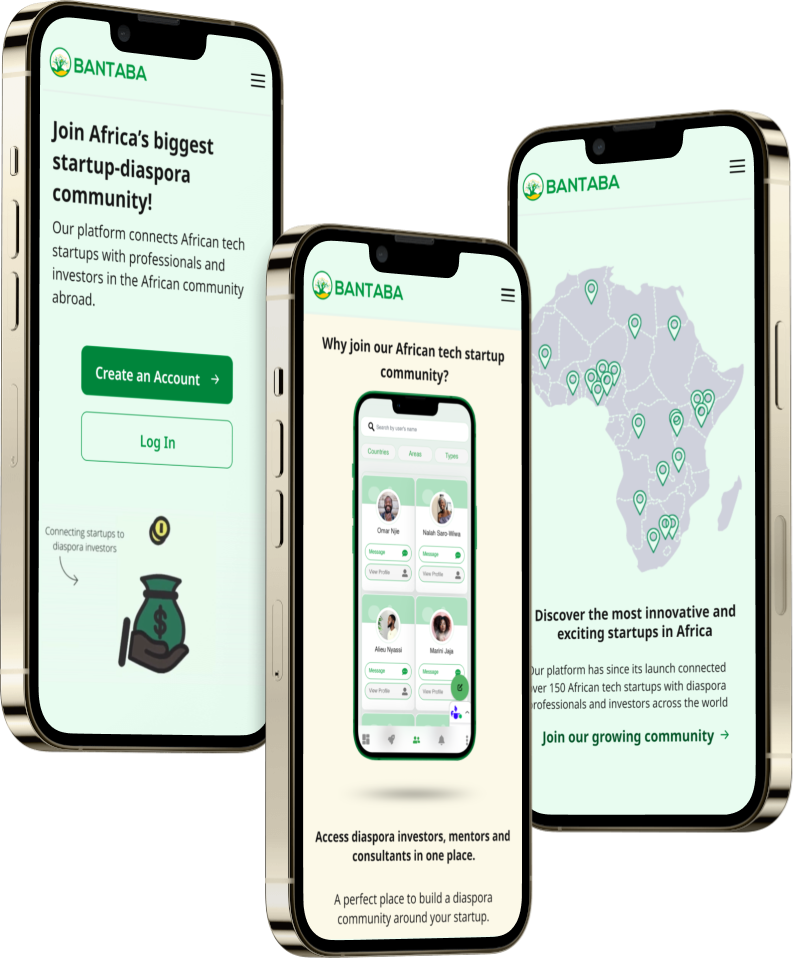 BANTABA
Join Africa's biggest
startup-diaspora
community!
Our platform connects African tech
startups with professionals and
investors in the African community
abroad.
Create an Account
Log In
Connecting startups to
diaspora investors
$
BANTABA
Why join our African tech startup
community?
Search by user's name
Countries Areas Types
Omar Njie Nalah Saro-Wiwa
Message Message
View Profile View Profile
Alieu Nyassi Marini Jaja
Message Message
View Profile View Profile
Access diaspora investors, mentors and
consultants in one place.
A perfect place to build a diaspora
community around your startup.
BANTABA
Discover the most innovative and
exciting startups in Africa
Our platform has since its launch connected
over 150 African tech startups with diaspora
professionals and investors across the world
Join our growing community